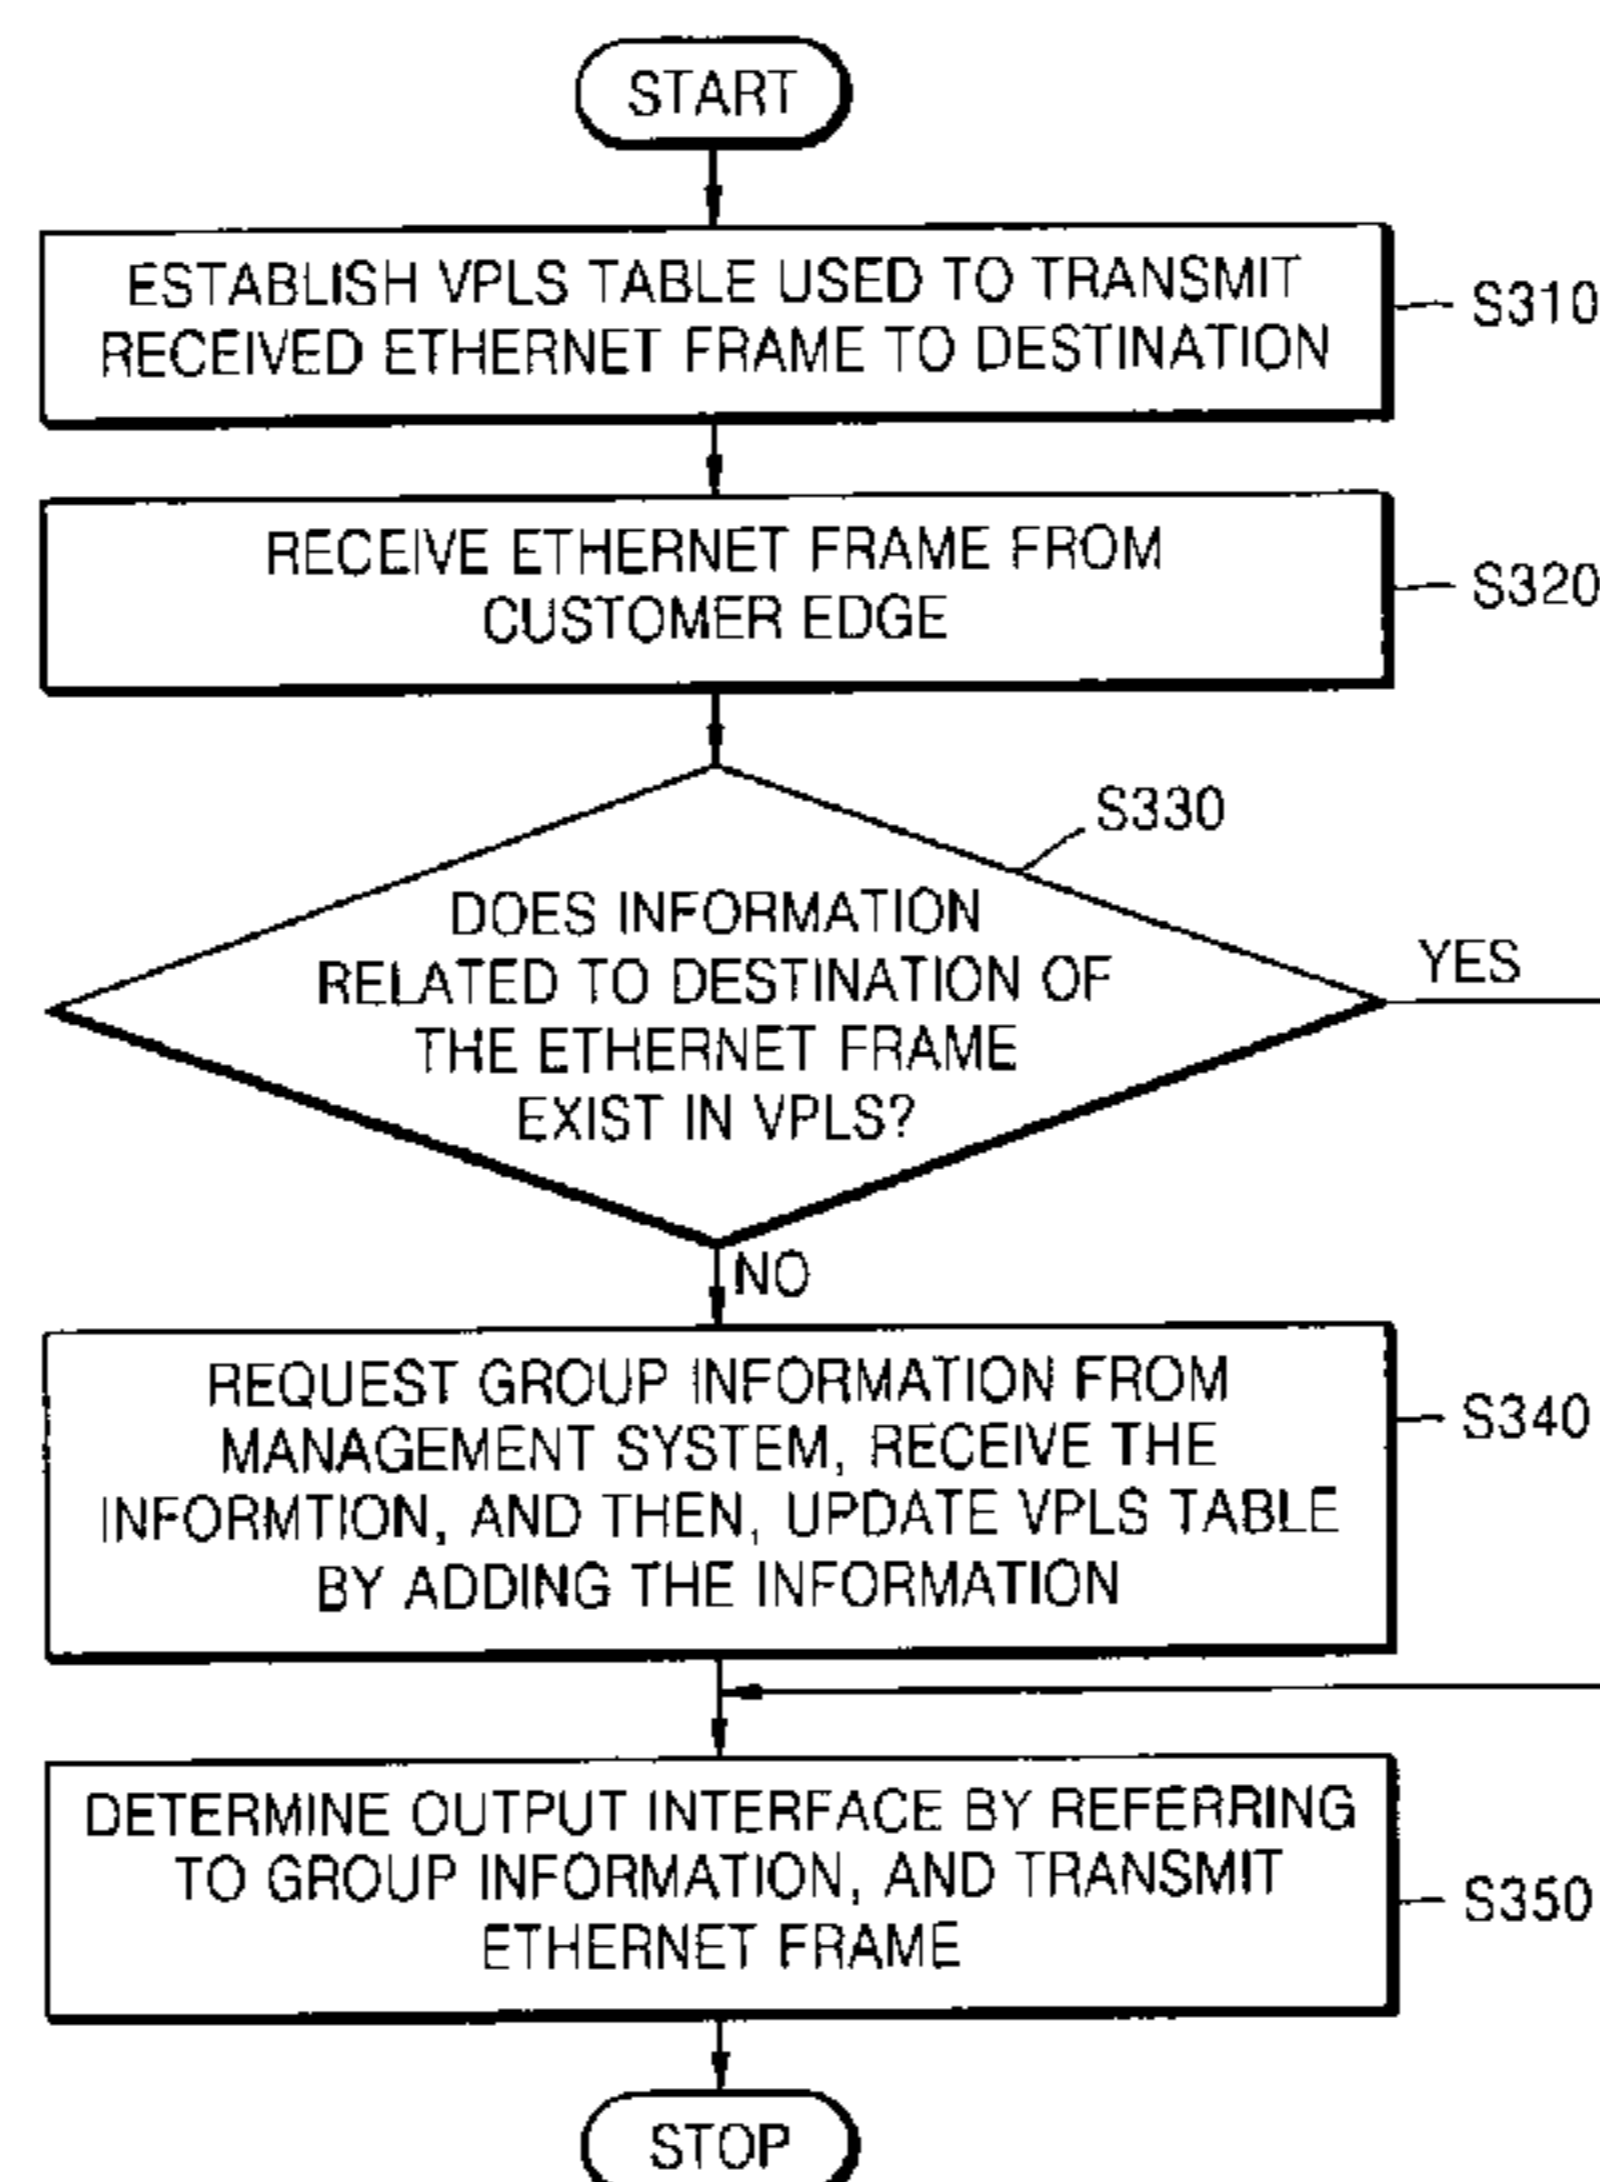 START
ESTABLISH VPLS TABLE USED TO TRANSMIT
RECEIVED ETHERNET FRAME TO DESTINATION
S310
RECEIVE ETHERNET FRAME FROM
CUSTOMER EDGE
S320
S330
DOES INFORMATION
RELATED TO DESTINATION OF
THE ETHERNET FRAME
EXIST IN VPLS?
YES
NO
REQUEST GROUP INFORMATION FROM
MANAGEMENT SYSTEM, RECEIVE THE
INFORMTION, AND THEN, UPDATE VPLS TABLE
BY ADDING THE INFORMATION
S340
DETERMINE OUTPUT INTERFACE BY REFERRING
TO GROUP INFORMATION, AND TRANSMIT
ETHERNET FRAME
S350
STOP